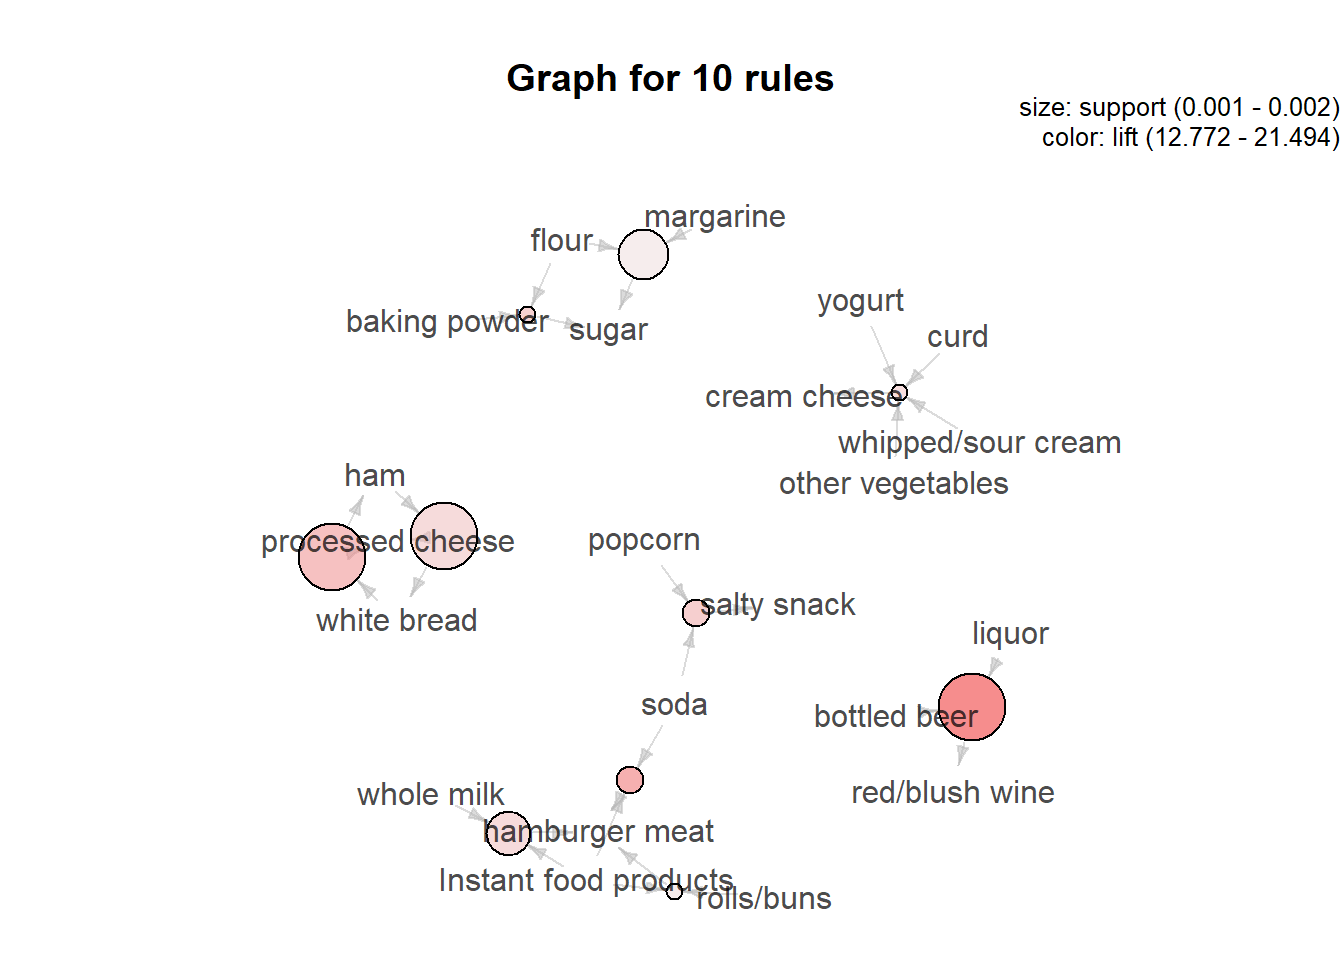 Graph for 10 rules
size: support (0.001 - 0.002)
color: lift (12.772 - 21.494)
margarine
flour
yogurt
baking powder
sugar
curd
cream cheese
whipped/sour cream
ham
other vegetables
processed cheese
popcorn
salty snack
white bread
liquor
soda
bottled beer
whole milk
red/blush wine
hamburger meat
Instant food products
rolls/buns